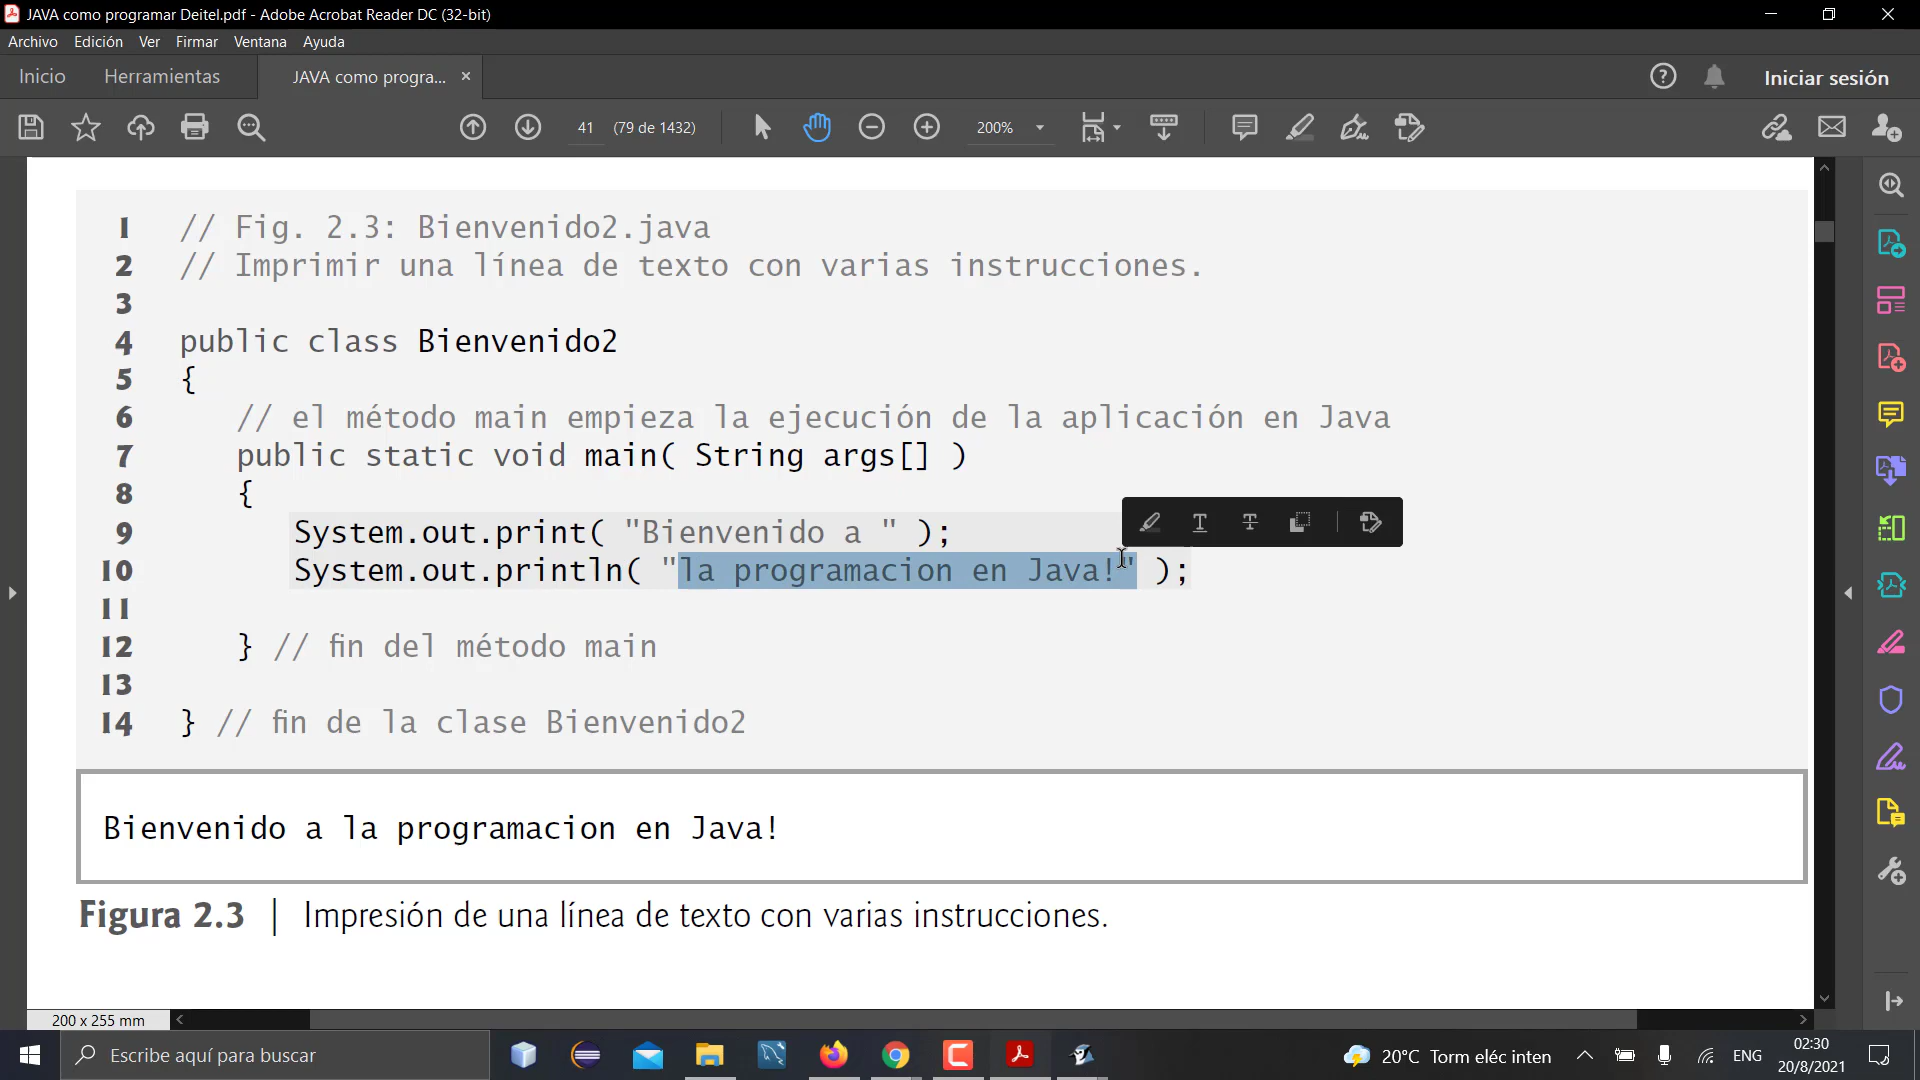 JAVA como programar Deitel.pdf - Adobe Acrobat Reader DC (32-bit)
Archivo Edición Ver Firmar Ventana Ayuda
Inicio Herramientas JAVA como progra... × Iniciar sesión
41 (79 de 1432) 200%
1 // Fig. 2.3: Bienvenido2.java
2 // Imprimir una línea de texto con varias instrucciones.
3
4 public class Bienvenido2
5 {
6 // el método main empieza la ejecución de la aplicación en Java
7 public static void main( String args[] )
8 {
9 System.out.print( "Bienvenido a " );
10 System.out.println( "la programacion en Java!" );
11
12 } // fin del método main
13
14 } // fin de la clase Bienvenido2
Bienvenido a la programacion en Java!
Figura 2.3 | Impresión de una línea de texto con varias instrucciones.
200 x 255 mm
Escribe aquí para buscar
20°C Torm eléc inten
ENG
02:30
20/8/2021